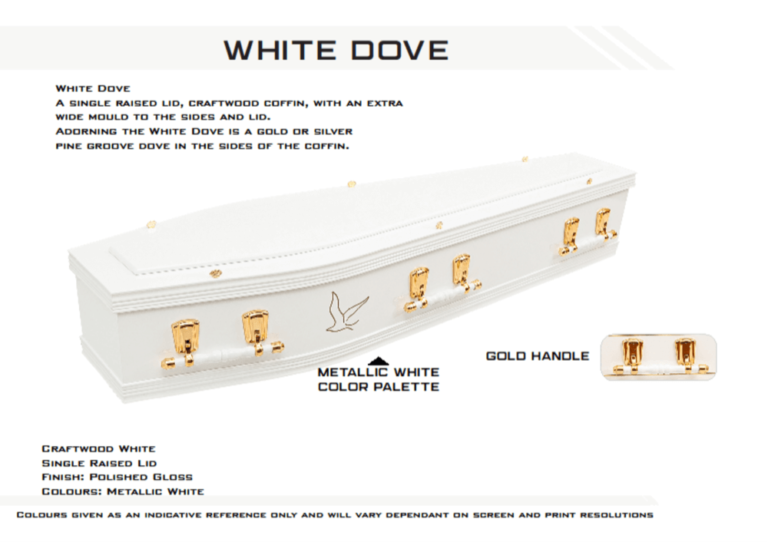 WHITE DOVE
WHITE DOVE
A SINGLE RAISED LID, CRAFTWOOD COFFIN, WITH AN EXTRA
WIDE MOULD TO THE SIDES AND LID.
ADORNING THE WHITE DOVE IS A GOLD OR SILVER
PINE GROOVE DOVE IN THE SIDES OF THE COFFIN.
GOLD HANDLE
METALLIC WHITE
COLOR PALETTE
CRAFTWOOD WHITE
SINGLE RAISED LID
FINISH: POLISHED GLOSS
COLOURS: METALLIC WHITE
COLOURS GIVEN AS AN INDICATIVE REFERENCE ONLY AND WILL VARY DEPENDANT ON SCREEN AND PRINT RESOLUTIONS